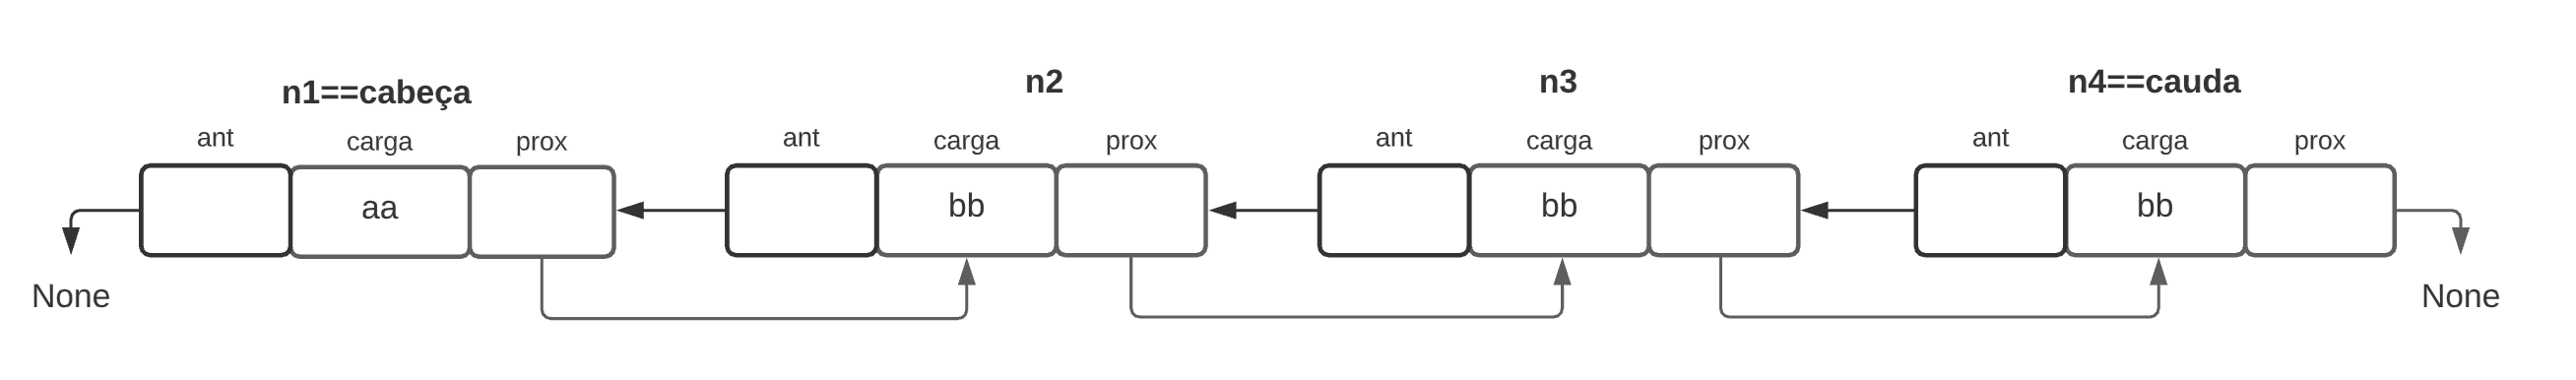 n1==cabeça
n2
n3
n4==cauda
ant carga prox
ant carga prox
ant carga prox
ant carga prox
aa
bb
bb
bb
None
None